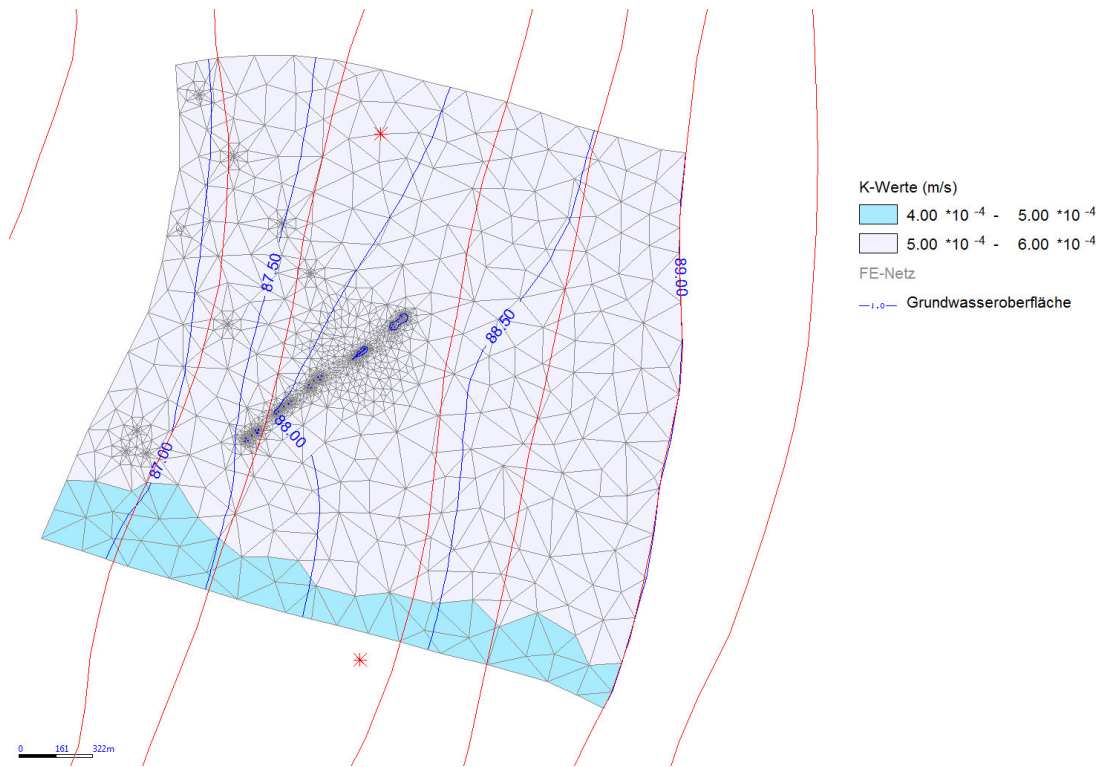 K-Werte (m/s)
4.00 *10 -4 - 5.00 *10 -4
5.00 *10 -4 - 6.00 *10 -4
FE-Netz
1.0 Grundwasseroberfläche
87.50
89.00
88.50
88.00
87.00
0 161 322m